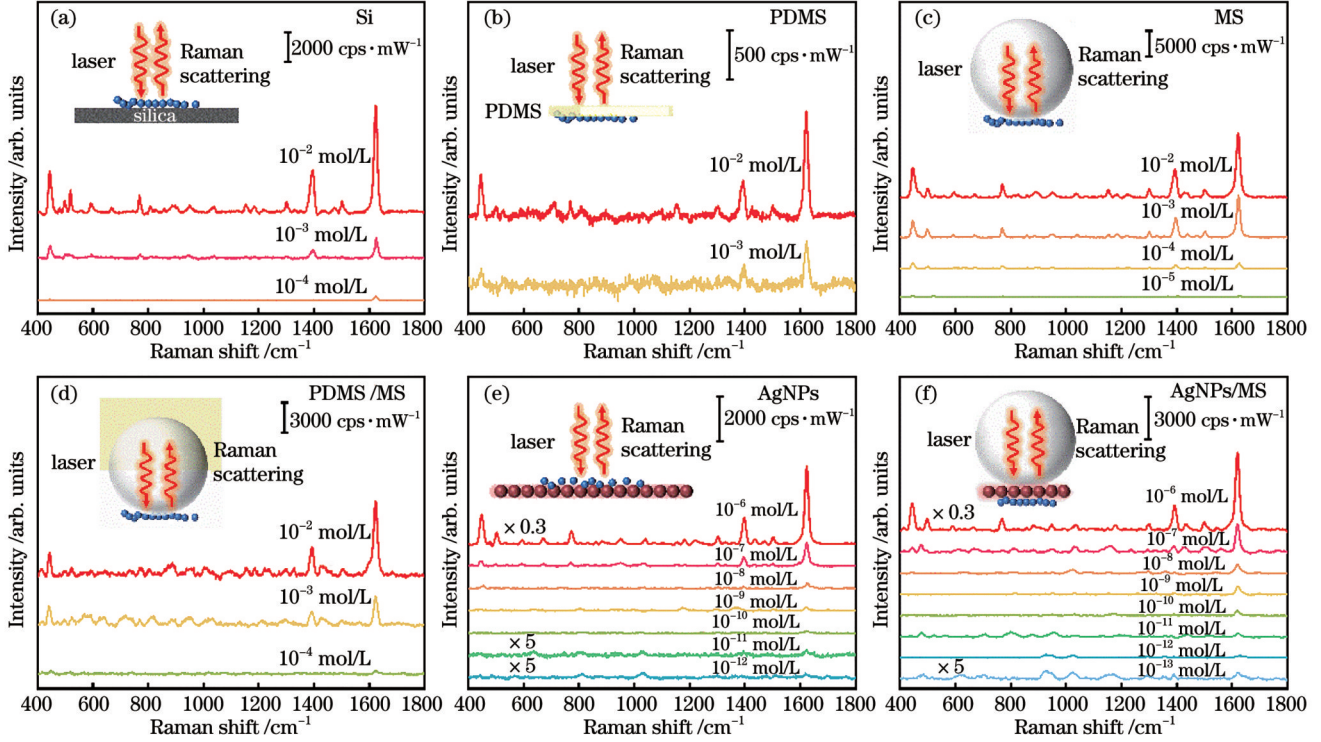 (a)
Si
2000 cps·mW⁻¹
laser
Raman
scattering
silica
10⁻² mol/L
10⁻³ mol/L
10⁻⁴ mol/L
Intensity /arb. units
400 600 800 1000 1200 1400 1600 1800
Raman shift /cm⁻¹
(b)
PDMS
500 cps·mW⁻¹
laser
Raman
scattering
PDMS
10⁻² mol/L
10⁻³ mol/L
Intensity /arb. units
400 600 800 1000 1200 1400 1600 1800
Raman shift /cm⁻¹
(c)
MS
5000 cps·mW⁻¹
laser
Raman
scattering
10⁻² mol/L
10⁻³ mol/L
10⁻⁴ mol/L
10⁻⁵ mol/L
Intensity /arb. units
400 600 800 1000 1200 1400 1600 1800
Raman shift /cm⁻¹
(d)
PDMS /MS
3000 cps·mW⁻¹
laser
Raman
scattering
10⁻² mol/L
10⁻³ mol/L
10⁻⁴ mol/L
Intensity /arb. units
400 600 800 1000 1200 1400 1600 1800
Raman shift /cm⁻¹
(e)
AgNPs
2000 cps·mW⁻¹
laser
Raman
scattering
10⁻⁶ mol/L
× 0.3
10⁻⁷ mol/L
10⁻⁸ mol/L
10⁻⁹ mol/L
10⁻¹⁰ mol/L
× 5
10⁻¹¹ mol/L
× 5
10⁻¹² mol/L
Intensity /arb. units
400 600 800 1000 1200 1400 1600 1800
Raman shift /cm⁻¹
(f)
AgNPs/MS
3000 cps·mW⁻¹
laser
Raman
scattering
10⁻⁶ mol/L
× 0.3
10⁻⁷ mol/L
10⁻⁸ mol/L
10⁻⁹ mol/L
10⁻¹⁰ mol/L
10⁻¹¹ mol/L
10⁻¹² mol/L
× 5
10⁻¹³ mol/L
Intensity /arb. units
400 600 800 1000 1200 1400 1600 1800
Raman shift /cm⁻¹